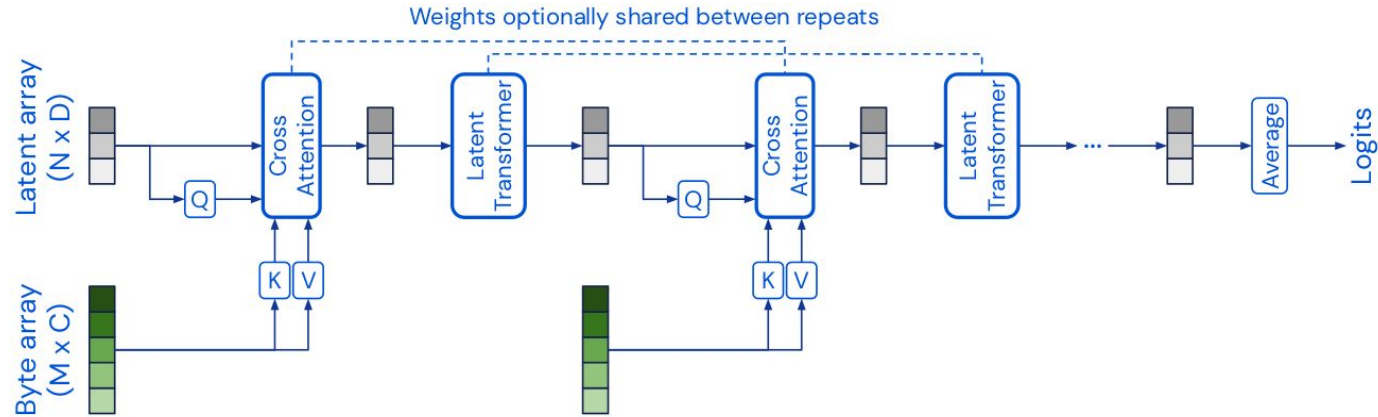 Weights optionally shared between repeats
Latent array
(N x D)
Cross
Attention
Latent
Transformer
Cross
Attention
Latent
Transformer
...
Average
Logits
Q
Q
K
V
K
V
Byte array
(M x C)